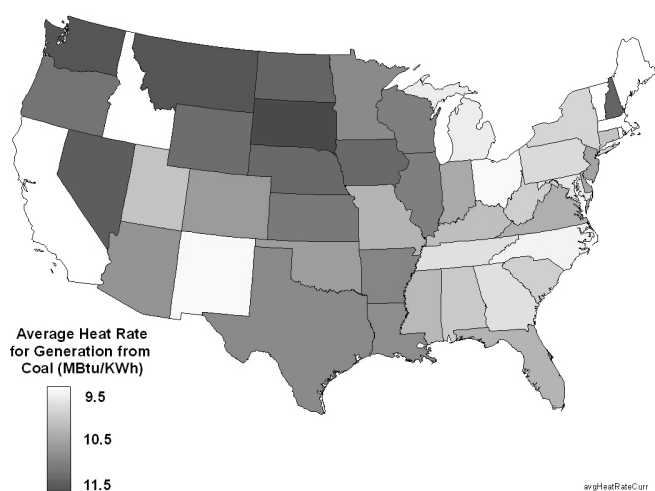 Average Heat Rate
for Generation from
Coal (MBtu/KWh)
9.5
10.5
11.5
avgHeatRateCurr